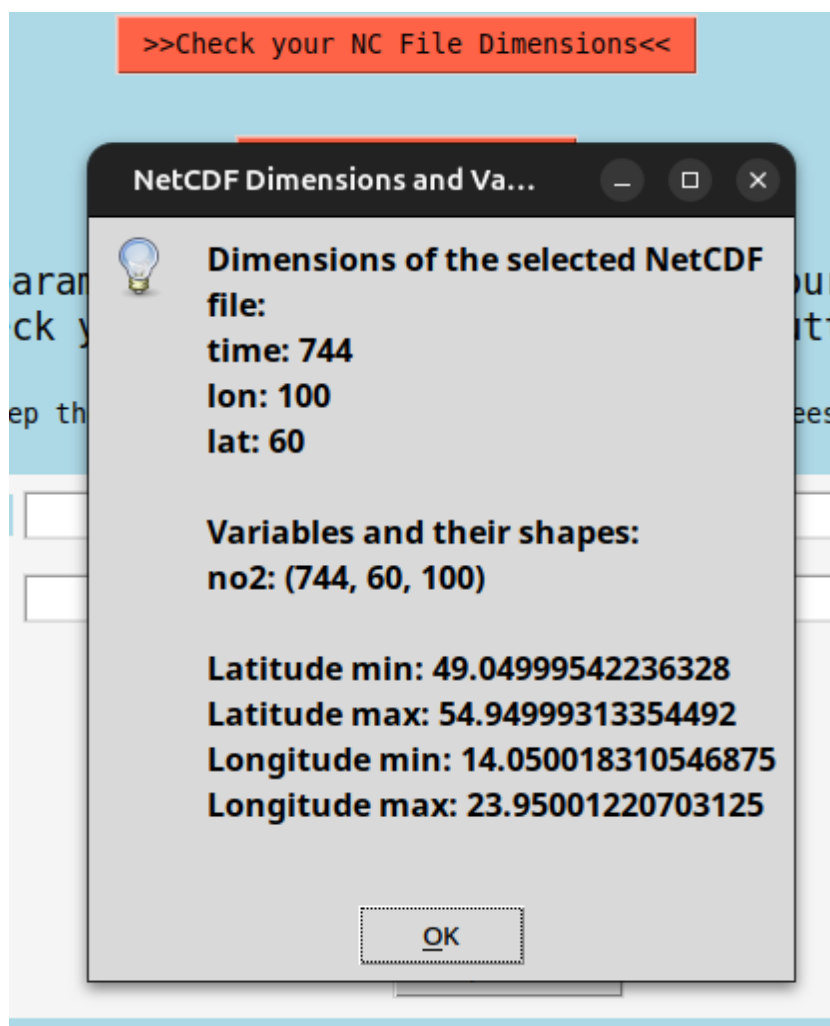 >>Check your NC File Dimensions<<
NetCDF Dimensions and Va...
Dimensions of the selected NetCDF
file:
time: 744
lon: 100
lat: 60
Variables and their shapes:
no2: (744, 60, 100)
Latitude min: 49.04999542236328
Latitude max: 54.94999313354492
Longitude min: 14.050018310546875
Longitude max: 23.95001220703125
OK